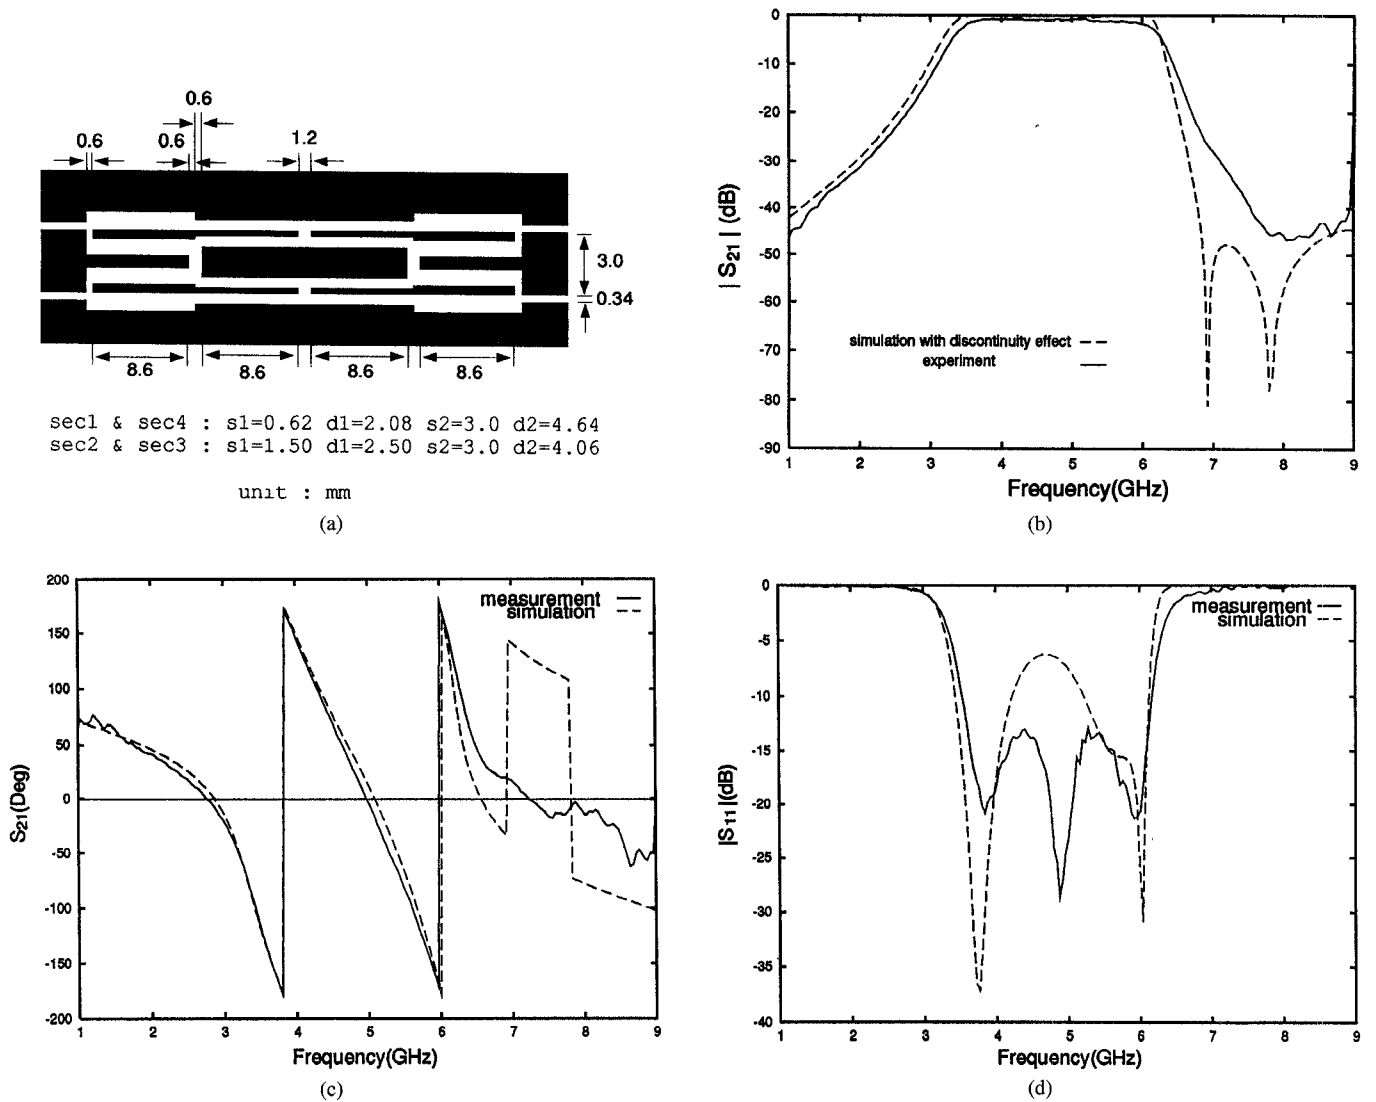 0.6
0.6
0.6
1.2
3.0
0.34
8.6
8.6
8.6
8.6
sec1 & sec4 : s1=0.62 d1=2.08 s2=3.0 d2=4.64
sec2 & sec3 : s1=1.50 d1=2.50 s2=3.0 d2=4.06
unit : mm
(a)
0
-10
-20
-30
-40
-50
-60
-70
-80
-90
| S21 | (dB)
simulation with discontinuity effect
experiment
1 2 3 4 5 6 7 8 9
Frequency(GHz)
(b)
200
150
100
50
0
-50
-100
-150
-200
S21(Deg)
measurement
simulation
1 2 3 4 5 6 7 8 9
Frequency(GHz)
(c)
0
-5
-10
-15
-20
-25
-30
-35
-40
|S11|(dB)
measurement
simulation
1 2 3 4 5 6 7 8 9
Frequency(GHz)
(d)